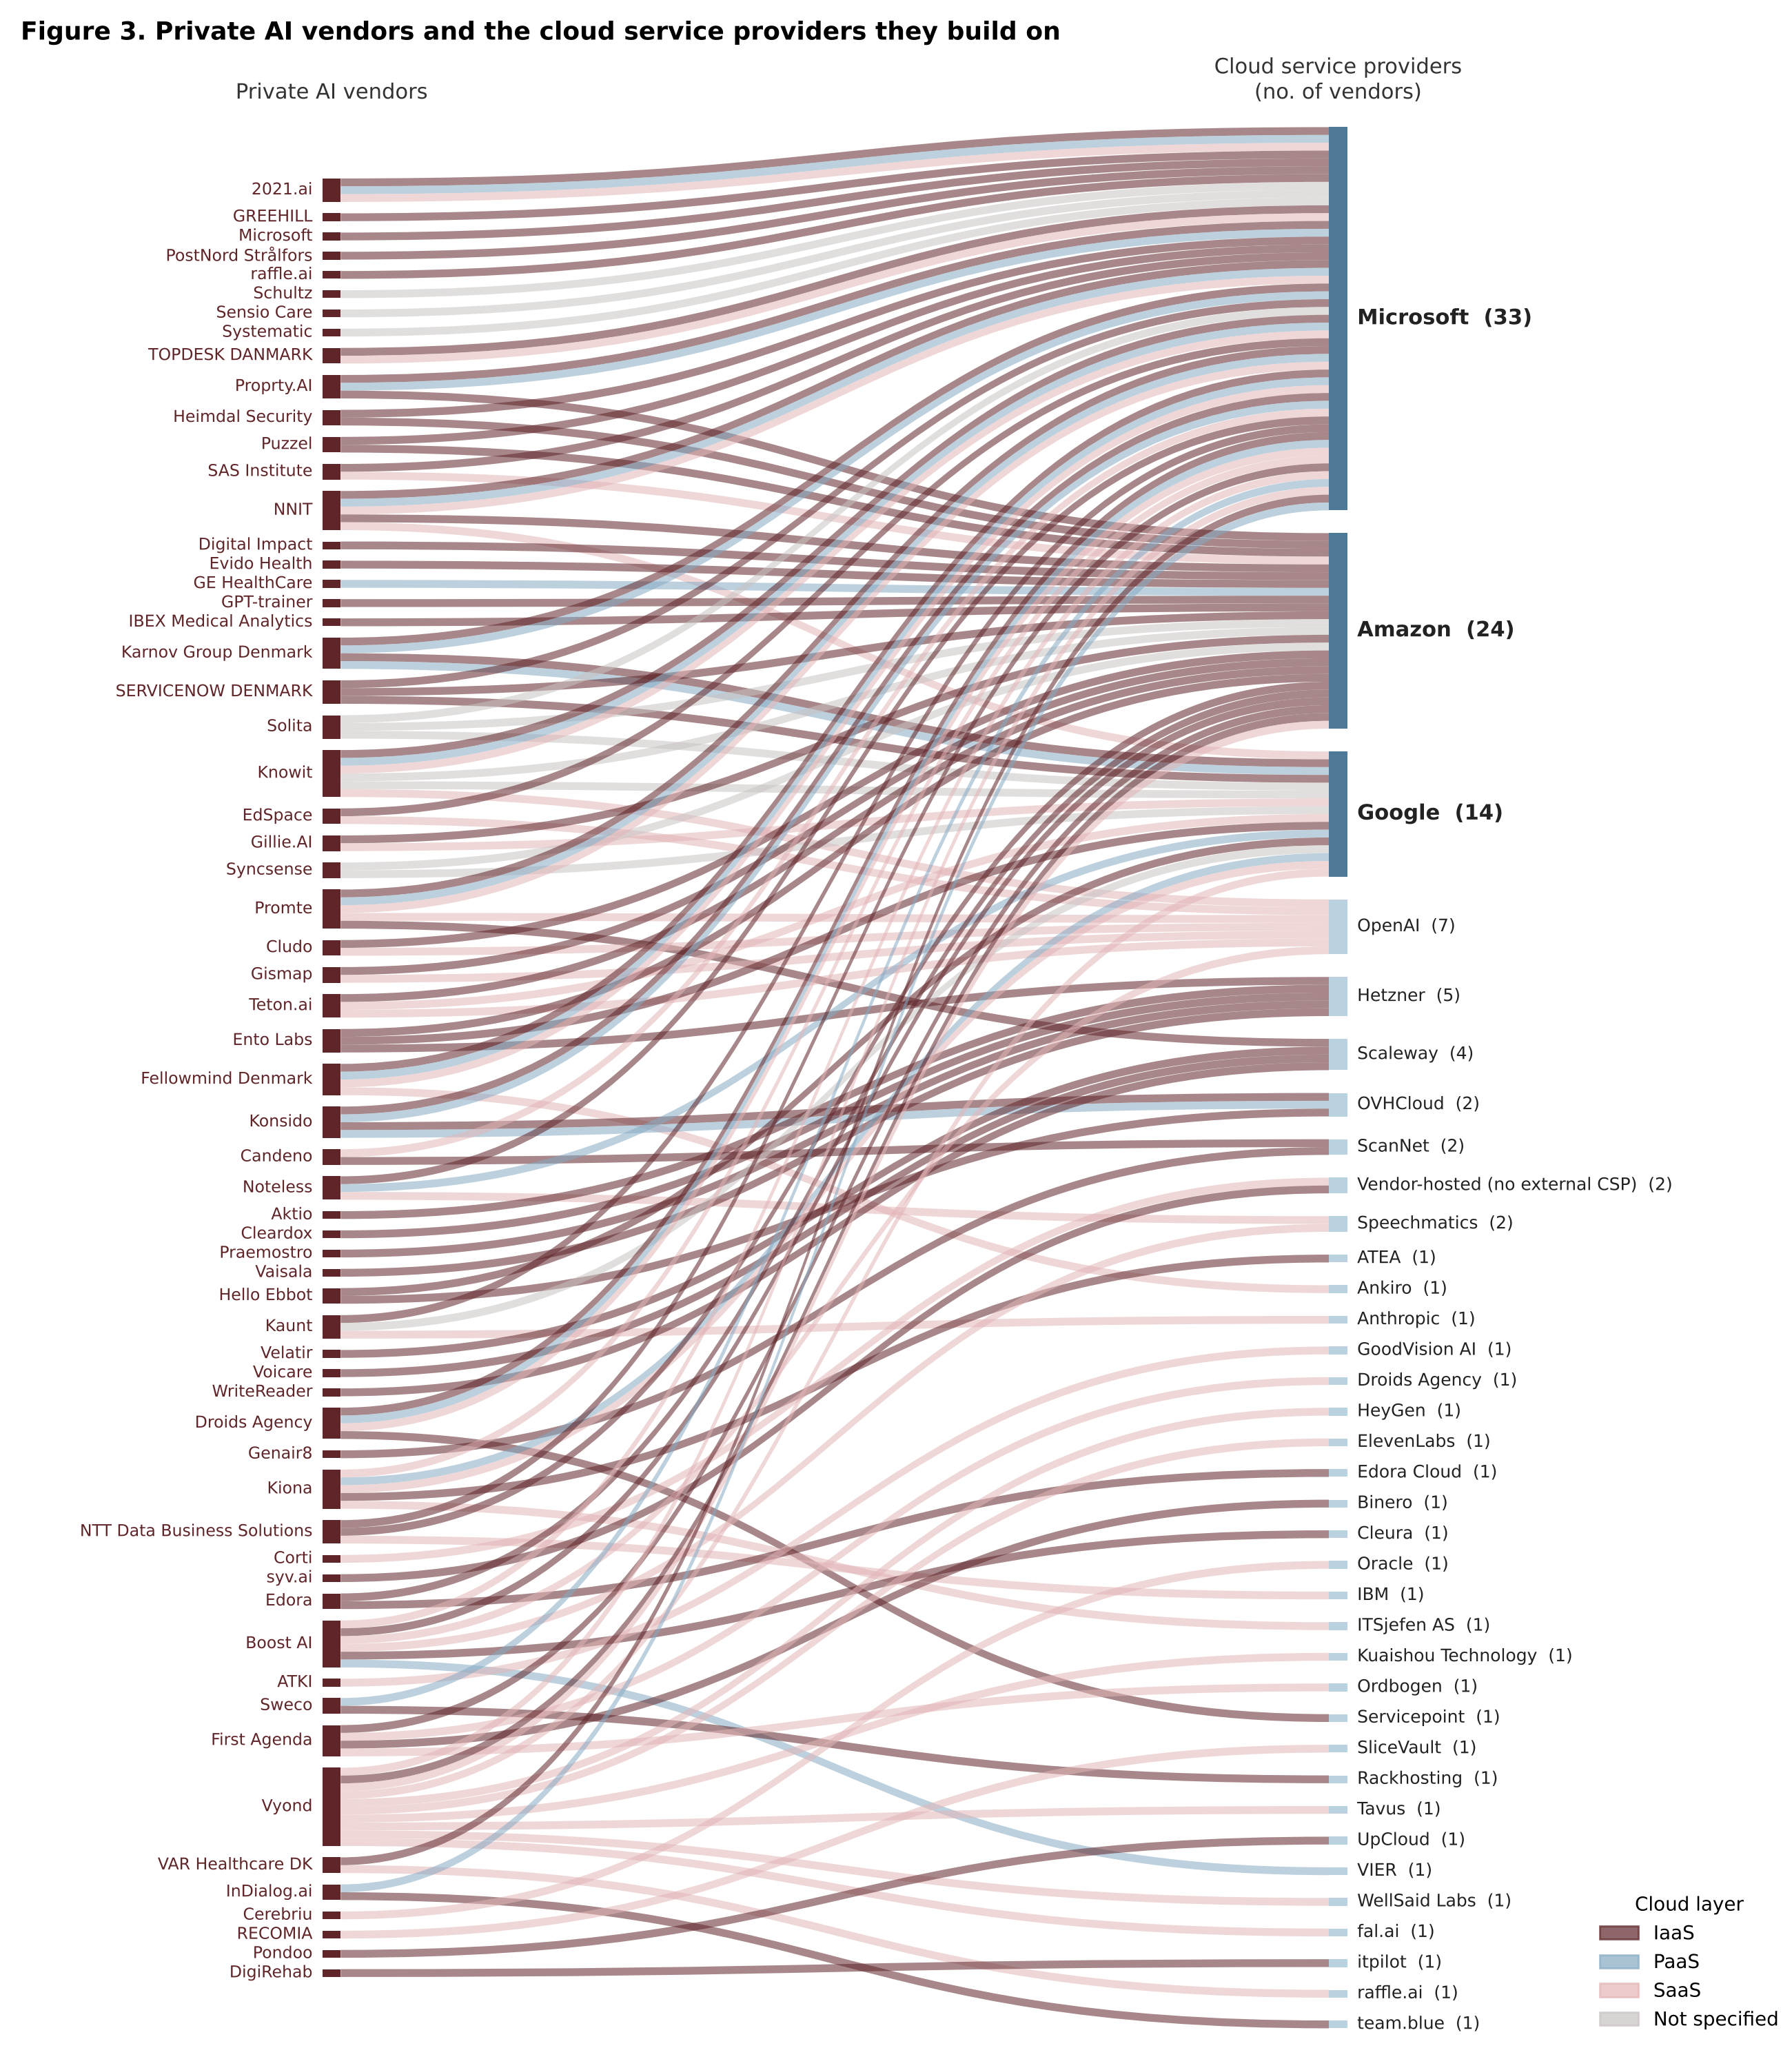 Figure 3. Private AI vendors and the cloud service providers they build on
Private AI vendors
Cloud service providers
(no. of vendors)
2021.ai
GREEHILL
Microsoft
PostNord Strålfors
raffle.ai
Schultz
Sensio Care
Systematic
TOPDESK DANMARK
Proprty.AI
Heimdal Security
Puzzel
SAS Institute
NNIT
Digital Impact
Evido Health
GE HealthCare
GPT-trainer
IBEX Medical Analytics
Karnov Group Denmark
SERVICENOW DENMARK
Solita
Knowit
EdSpace
Gillie.AI
Syncsense
Promte
Cludo
Gismap
Teton.ai
Ento Labs
Fellowmind Denmark
Konsido
Candeno
Noteless
Aktio
Cleardox
Praemostro
Vaisala
Hello Ebbot
Kaunt
Velatir
Voicare
WriteReader
Droids Agency
Genair8
Kiona
NTT Data Business Solutions
Corti
syv.ai
Edora
Boost AI
ATKI
Sweco
First Agenda
Vyond
VAR Healthcare DK
InDialog.ai
Cerebriu
RECOMIA
Pondoo
DigiRehab
Microsoft (33)
Amazon (24)
Google (14)
OpenAI (7)
Hetzner (5)
Scaleway (4)
OVHCloud (2)
ScanNet (2)
Vendor-hosted (no external CSP) (2)
Speechmatics (2)
ATEA (1)
Ankiro (1)
Anthropic (1)
GoodVision AI (1)
Droids Agency (1)
HeyGen (1)
ElevenLabs (1)
Edora Cloud (1)
Binero (1)
Cleura (1)
Oracle (1)
IBM (1)
ITSjefen AS (1)
Kuaishou Technology (1)
Ordbogen (1)
Servicepoint (1)
SliceVault (1)
Rackhosting (1)
Tavus (1)
UpCloud (1)
VIER (1)
WellSaid Labs (1)
fal.ai (1)
itpilot (1)
raffle.ai (1)
team.blue (1)
Cloud layer
IaaS
PaaS
SaaS
Not specified